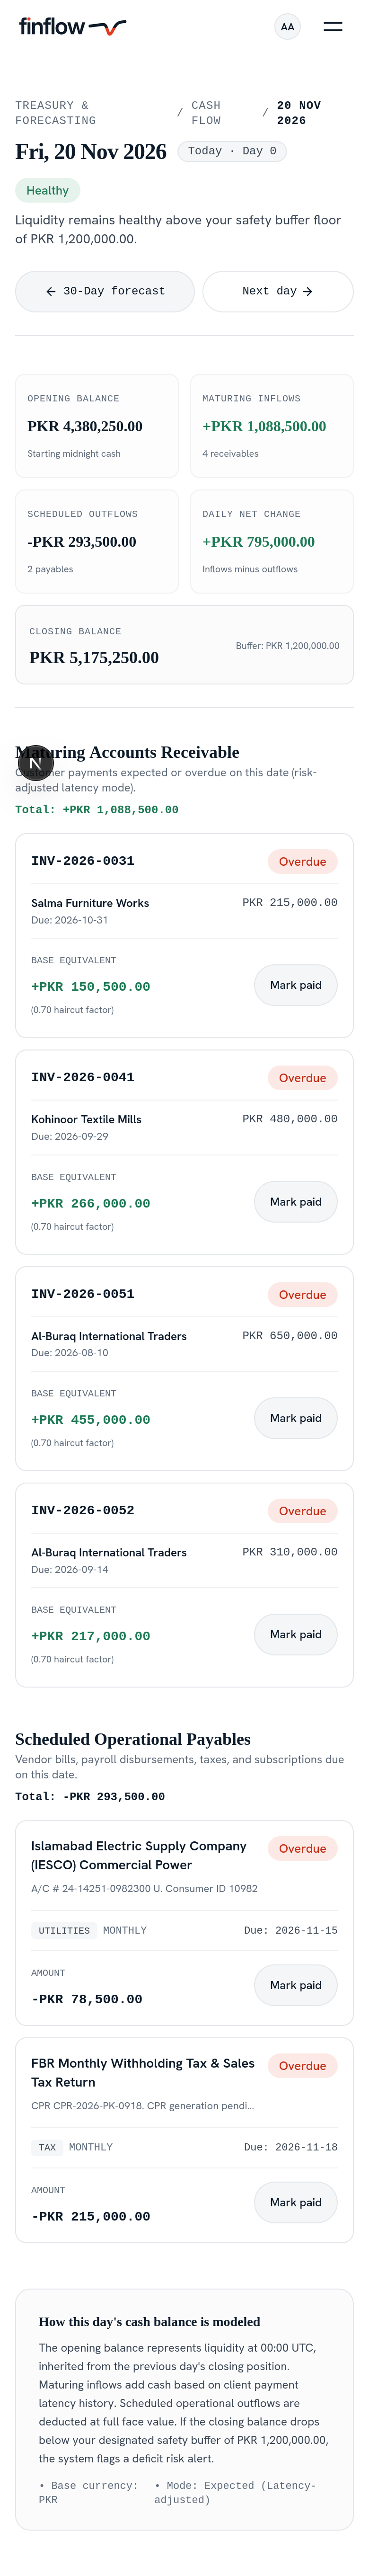 finflow
AA
TREASURY & FORECASTING / CASH FLOW / 20 NOV 2026
Fri, 20 Nov 2026 Today · Day 0
Healthy
Liquidity remains healthy above your safety buffer floor
of PKR 1,200,000.00.
← 30-Day forecast Next day →
OPENING BALANCE
PKR 4,380,250.00
Starting midnight cash
MATURING INFLOWS
+PKR 1,088,500.00
4 receivables
SCHEDULED OUTFLOWS
-PKR 293,500.00
2 payables
DAILY NET CHANGE
+PKR 795,000.00
Inflows minus outflows
CLOSING BALANCE
PKR 5,175,250.00
Buffer: PKR 1,200,000.00
N
Maturing Accounts Receivable
Customer payments expected or overdue on this date (risk-
adjusted latency mode).
Total: +PKR 1,088,500.00
INV-2026-0031 Overdue
Salma Furniture Works PKR 215,000.00
Due: 2026-10-31
BASE EQUIVALENT
+PKR 150,500.00
(0.70 haircut factor)
Mark paid
INV-2026-0041 Overdue
Kohinoor Textile Mills PKR 480,000.00
Due: 2026-09-29
BASE EQUIVALENT
+PKR 266,000.00
(0.70 haircut factor)
Mark paid
INV-2026-0051 Overdue
Al-Buraq International Traders PKR 650,000.00
Due: 2026-08-10
BASE EQUIVALENT
+PKR 455,000.00
(0.70 haircut factor)
Mark paid
INV-2026-0052 Overdue
Al-Buraq International Traders PKR 310,000.00
Due: 2026-09-14
BASE EQUIVALENT
+PKR 217,000.00
(0.70 haircut factor)
Mark paid
Scheduled Operational Payables
Vendor bills, payroll disbursements, taxes, and subscriptions due
on this date.
Total: -PKR 293,500.00
Islamabad Electric Supply Company
(IESCO) Commercial Power
Overdue
A/C # 24-14251-0982300 U. Consumer ID 10982
UTILITIES MONTHLY Due: 2026-11-15
AMOUNT
-PKR 78,500.00
Mark paid
FBR Monthly Withholding Tax & Sales
Tax Return
Overdue
CPR CPR-2026-PK-0918. CPR generation pendi...
TAX MONTHLY Due: 2026-11-18
AMOUNT
-PKR 215,000.00
Mark paid
How this day's cash balance is modeled
The opening balance represents liquidity at 00:00 UTC,
inherited from the previous day's closing position.
Maturing inflows add cash based on client payment
latency history. Scheduled operational outflows are
deducted at full face value. If the closing balance drops
below your designated safety buffer of PKR 1,200,000.00,
the system flags a deficit risk alert.
• Base currency: PKR
• Mode: Expected (Latency-adjusted)